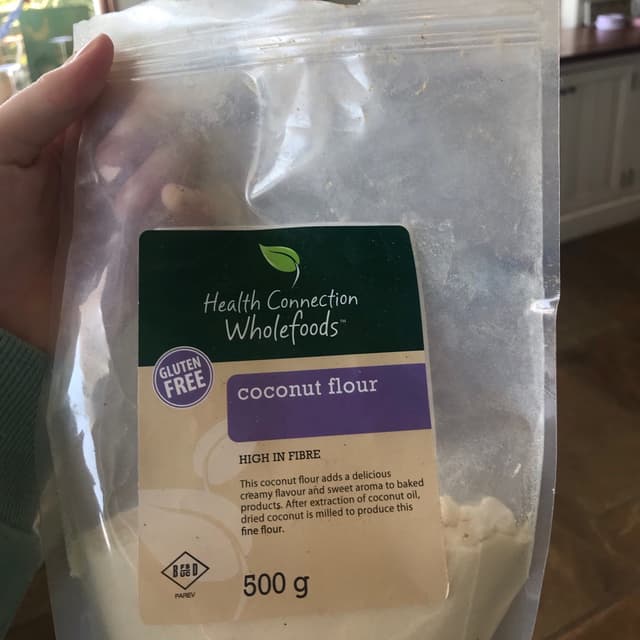 Health Connection
Wholefoods™
GLUTEN
FREE
coconut flour
HIGH IN FIBRE
This coconut flour adds a delicious
creamy flavour and sweet aroma to baked
products. After extraction of coconut oil,
dried coconut is milled to produce this
fine flour.
PAREV
500 g